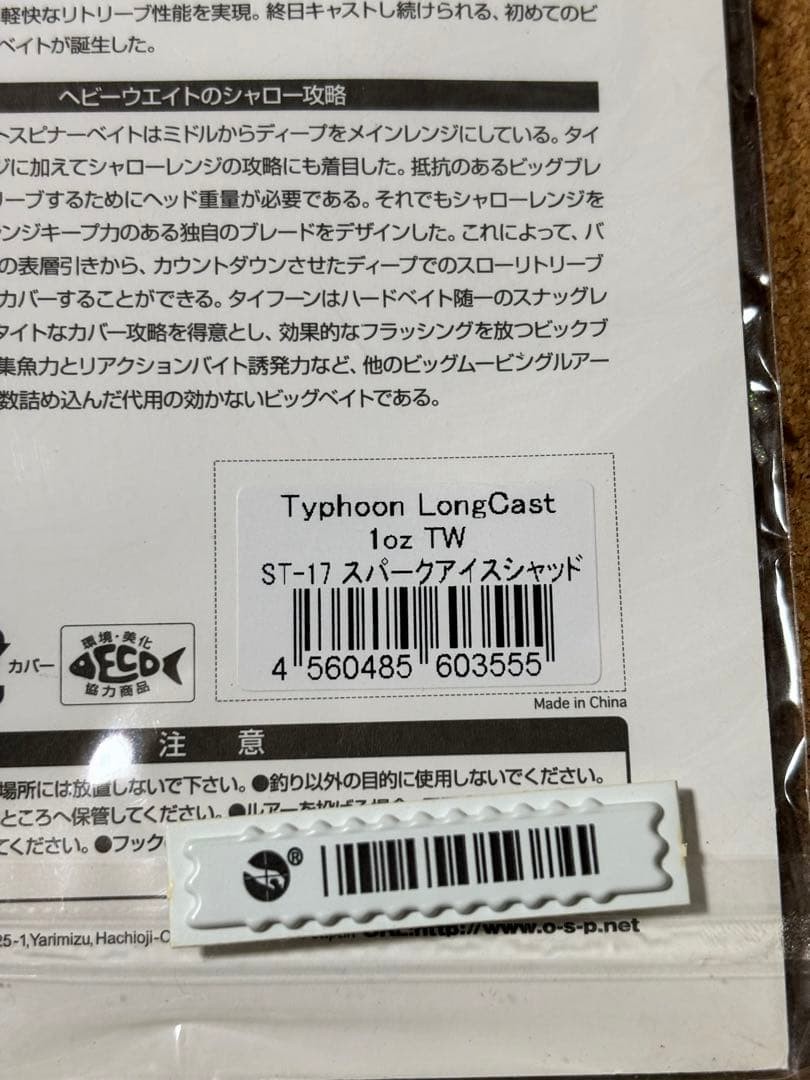 軽快なリトリーブ性能を実現。終日キャストし続けられる、初めてのビ
ベイトが誕生した。
ヘビーウエイトのシャロー攻略
トスピナーベイトはミドルからディープをメインレンジにしている。タイ
ジに加えてシャローレンジの攻略にも着目した。抵抗のあるビッグブレ
リーブするためにヘッド重量が必要である。それでもシャローレンジを
ンジキープ力のある独自のブレードをデザインした。これによって、バ
の表層引きから、カウントダウンさせたディープでのスローリトリーブ
カバーすることができる。タイフーンはハードベイト随一のスナッグレ
タイトなカバー攻略を得意とし、効果的なフラッシングを放つビックブ
集魚力とリアクションバイト誘発力など、他のビッグムービングルアー
数詰め込んだ代用の効かないビッグベイトである。
Typhoon LongCast
1oz TW
ST-17 スパークアイスシャッド
4 560485 603555
カバー
環境・美化
ECO
協力商品
Made in China
注 意
場所には放置しないで下さい。●釣り以外の目的に使用しないでください。
ところへ保管してください。●ルアーを投げる場合
てください。●フック
®
25-1,Yarimizu, Hachioji-
URL:http://www.o-s-p.net